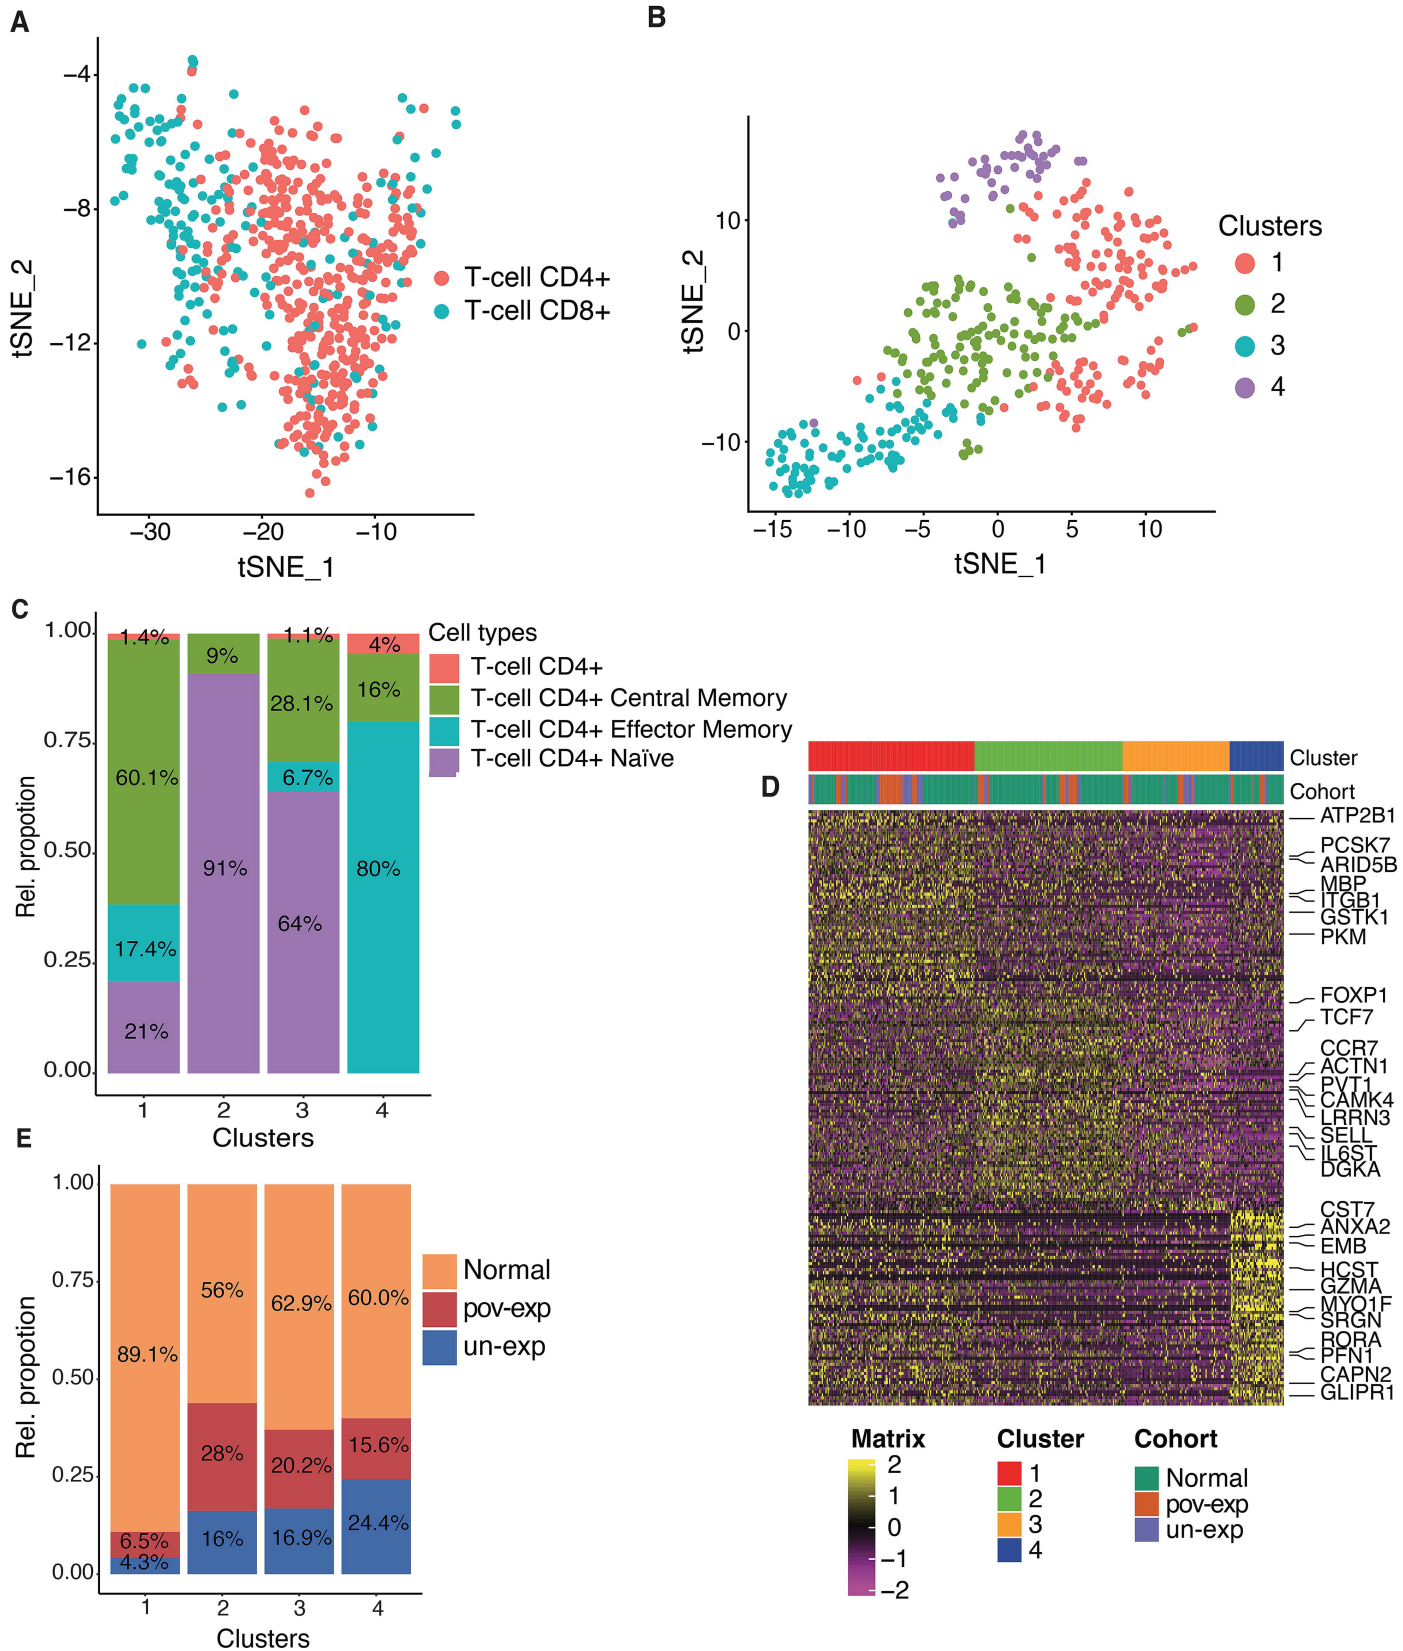 A
−4
−8
−12
−16
tSNE_2
−30
−20
−10
tSNE_1
T-cell CD4+
T-cell CD8+
B
10
0
−10
tSNE_2
−15
−10
−5
0
5
10
tSNE_1
Clusters
1
2
3
4
C
1.00
0.75
0.50
0.25
0.00
Rel. propotion
1.4%
60.1%
17.4%
21%
9%
91%
1.1%
28.1%
6.7%
64%
4%
16%
80%
1
2
3
4
Clusters
Cell types
T-cell CD4+
T-cell CD4+ Central Memory
T-cell CD4+ Effector Memory
T-cell CD4+ Naïve
D
Cluster
Cohort
ATP2B1
PCSK7
ARID5B
MBP
ITGB1
GSTK1
PKM
FOXP1
TCF7
CCR7
ACTN1
PVT1
CAMK4
LRRN3
SELL
IL6ST
DGKA
CST7
ANXA2
EMB
HCST
GZMA
MYO1F
SRGN
RORA
PFN1
CAPN2
GLIPR1
Matrix
2
1
0
−1
−2
Cluster
1
2
3
4
Cohort
Normal
pov-exp
un-exp
E
1.00
0.75
0.50
0.25
0.00
Rel. propotion
89.1%
6.5%
4.3%
56%
28%
16%
62.9%
20.2%
16.9%
60.0%
15.6%
24.4%
1
2
3
4
Clusters
Normal
pov-exp
un-exp